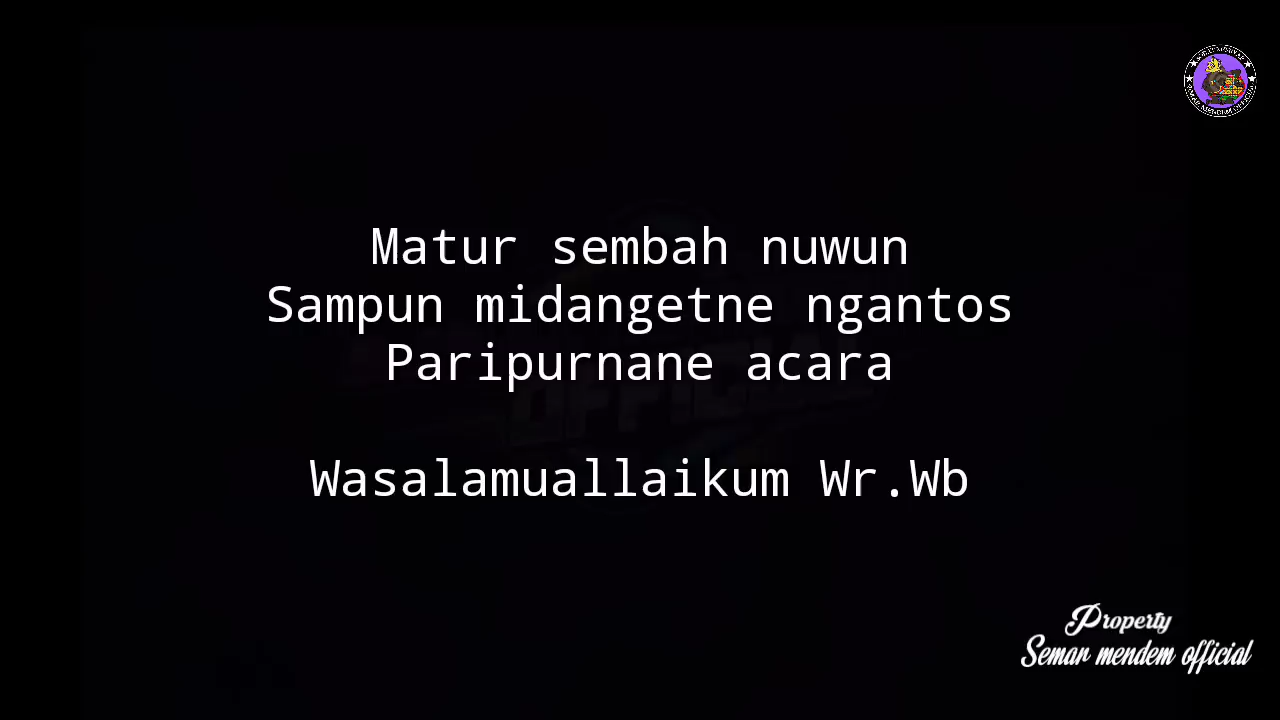 Matur sembah nuwun
Sampun midangetne ngantos
Paripurnane acara
Wasalamuallaikum Wr.Wb
Property
Semar mendem official